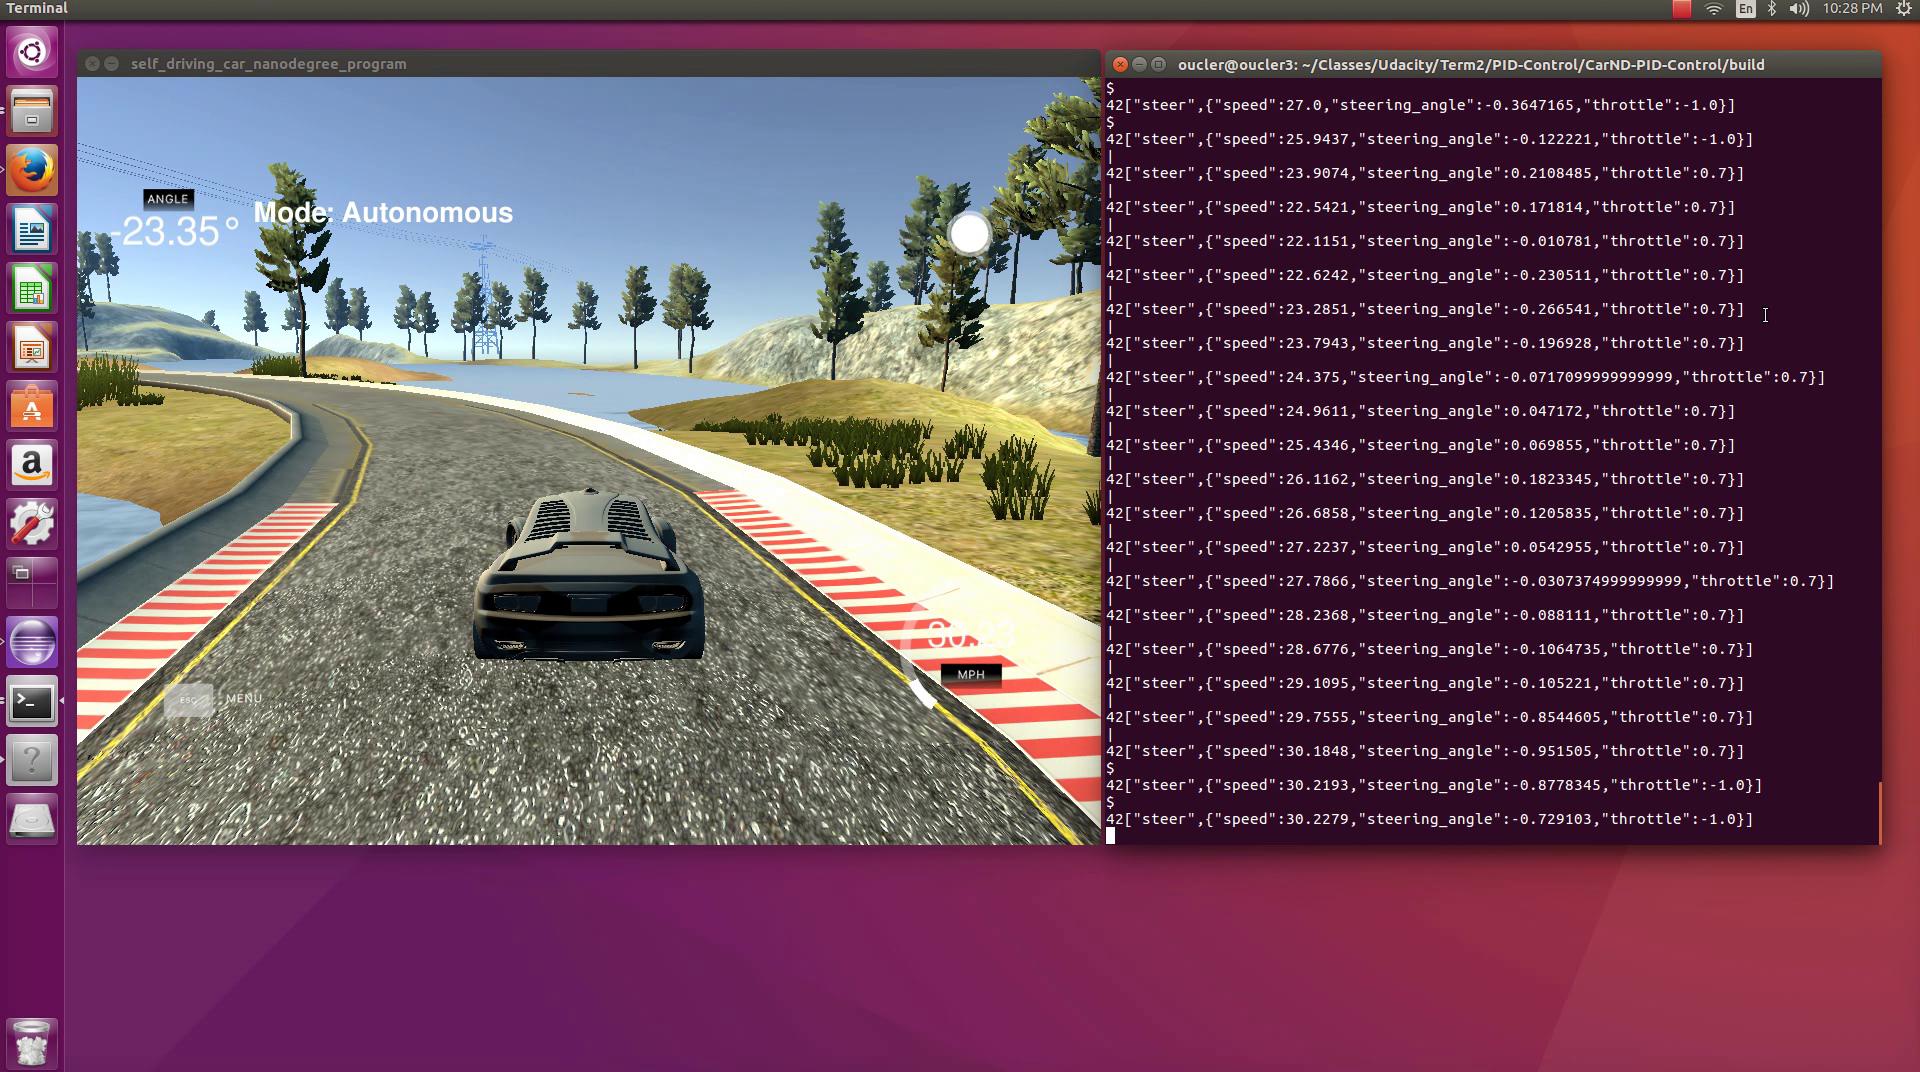 Terminal
En
10:28 PM
self_driving_car_nanodegree_program
ANGLE
-23.35°
Mode: Autonomous
30.23
MPH
ESC
MENU
a
oucler@oucler3: ~/Classes/Udacity/Term2/PID-Control/CarND-PID-Control/build
$
42["steer",{"speed":27.0,"steering_angle":-0.3647165,"throttle":-1.0}]
$
42["steer",{"speed":25.9437,"steering_angle":-0.122221,"throttle":-1.0}]
|
42["steer",{"speed":23.9074,"steering_angle":0.2108485,"throttle":0.7}]
|
42["steer",{"speed":22.5421,"steering_angle":0.171814,"throttle":0.7}]
|
42["steer",{"speed":22.1151,"steering_angle":-0.010781,"throttle":0.7}]
|
42["steer",{"speed":22.6242,"steering_angle":-0.230511,"throttle":0.7}]
|
42["steer",{"speed":23.2851,"steering_angle":-0.266541,"throttle":0.7}]
|
42["steer",{"speed":23.7943,"steering_angle":-0.196928,"throttle":0.7}]
|
42["steer",{"speed":24.375,"steering_angle":-0.0717099999999999,"throttle":0.7}]
|
42["steer",{"speed":24.9611,"steering_angle":0.047172,"throttle":0.7}]
|
42["steer",{"speed":25.4346,"steering_angle":0.069855,"throttle":0.7}]
|
42["steer",{"speed":26.1162,"steering_angle":0.1823345,"throttle":0.7}]
|
42["steer",{"speed":26.6858,"steering_angle":0.1205835,"throttle":0.7}]
|
42["steer",{"speed":27.2237,"steering_angle":0.0542955,"throttle":0.7}]
|
42["steer",{"speed":27.7866,"steering_angle":-0.0307374999999999,"throttle":0.7}]
|
42["steer",{"speed":28.2368,"steering_angle":-0.088111,"throttle":0.7}]
|
42["steer",{"speed":28.6776,"steering_angle":-0.1064735,"throttle":0.7}]
|
42["steer",{"speed":29.1095,"steering_angle":-0.105221,"throttle":0.7}]
|
42["steer",{"speed":29.7555,"steering_angle":-0.8544605,"throttle":0.7}]
|
42["steer",{"speed":30.1848,"steering_angle":-0.951505,"throttle":0.7}]
$
42["steer",{"speed":30.2193,"steering_angle":-0.8778345,"throttle":-1.0}]
$
42["steer",{"speed":30.2279,"steering_angle":-0.729103,"throttle":-1.0}]